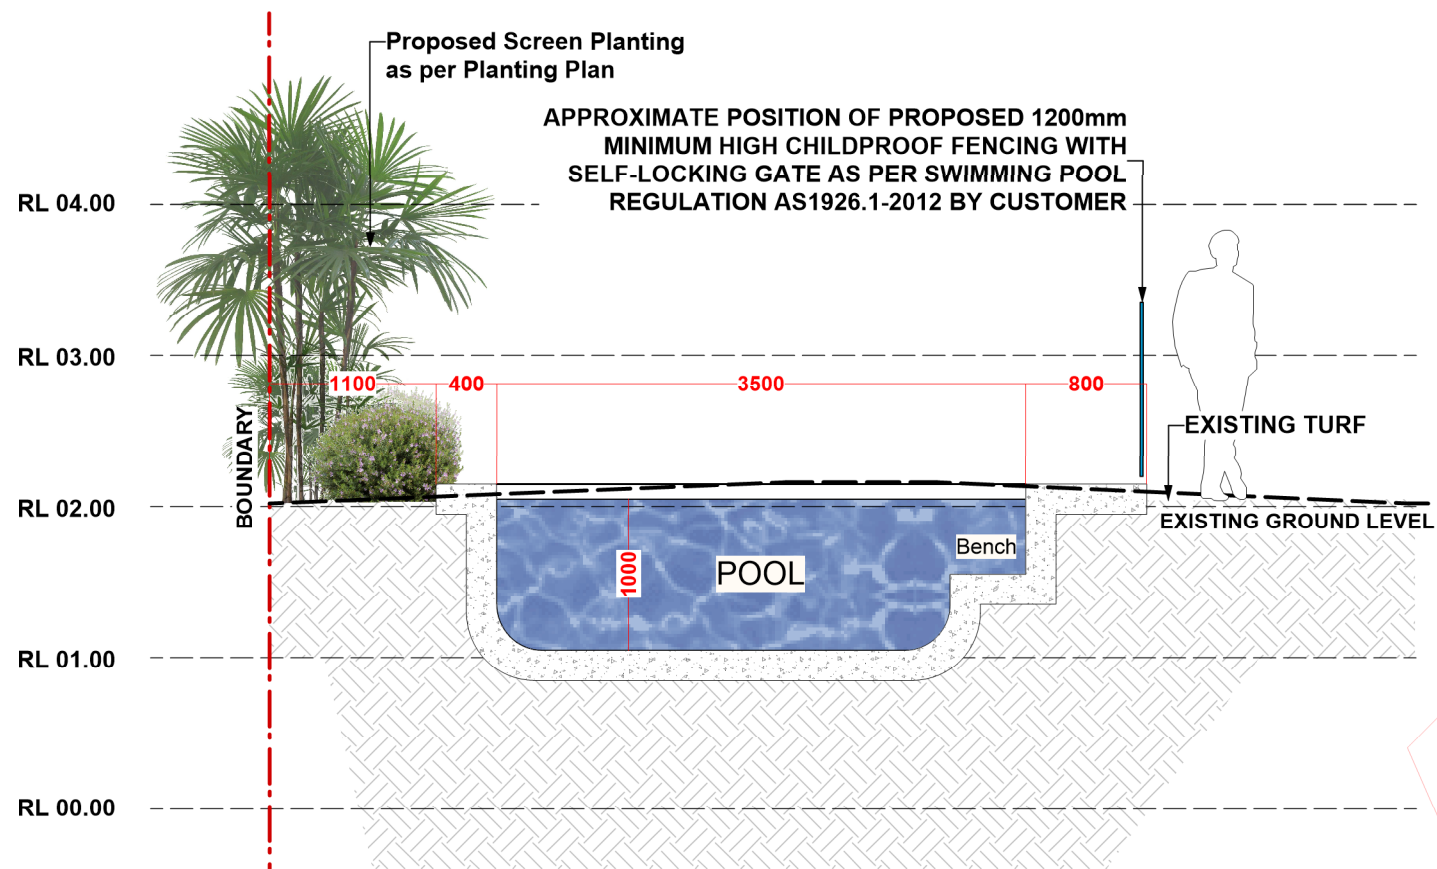 Proposed Screen Planting
as per Planting Plan
APPROXIMATE POSITION OF PROPOSED 1200mm
MINIMUM HIGH CHILDPROOF FENCING WITH
SELF-LOCKING GATE AS PER SWIMMING POOL
REGULATION AS1926.1-2012 BY CUSTOMER
RL 04.00
RL 03.00
1100
400
3500
800
BOUNDARY
EXISTING TURF
RL 02.00
EXISTING GROUND LEVEL
Bench
POOL
1000
RL 01.00
RL 00.00